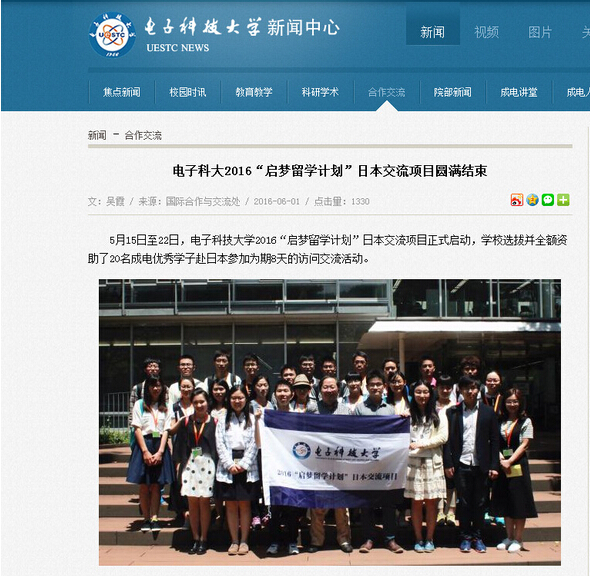 电子科技大学 新闻中心
UESTC NEWS
UESTC
1956
新闻 视频 图片
焦点新闻 校园时讯 教育教学 科研学术 合作交流 院部新闻 成电讲堂 成电人
新闻 - 合作交流
电子科大2016“启梦留学计划”日本交流项目圆满结束
文: 吴霞 / 来源: 国际合作与交流处 / 2016-06-01 / 点击量: 1330
5月15日至22日，电子科技大学2016“启梦留学计划”日本交流项目正式启动，学校选拔并全额资
助了20名成电优秀学子赴日本参加为期8天的访问交流活动。
电子科技大学
2016“启梦留学计划”日本交流项目